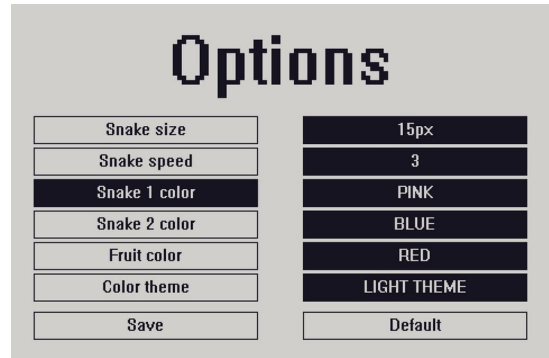 Options
Snake size 15px
Snake speed 3
Snake 1 color PINK
Snake 2 color BLUE
Fruit color RED
Color theme LIGHT THEME
Save Default